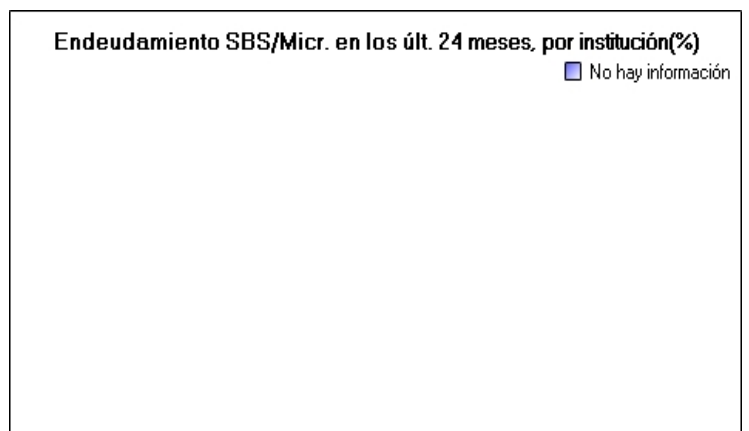 Endeudamiento SBS/Micr. en los últ. 24 meses, por institución(%)
No hay información